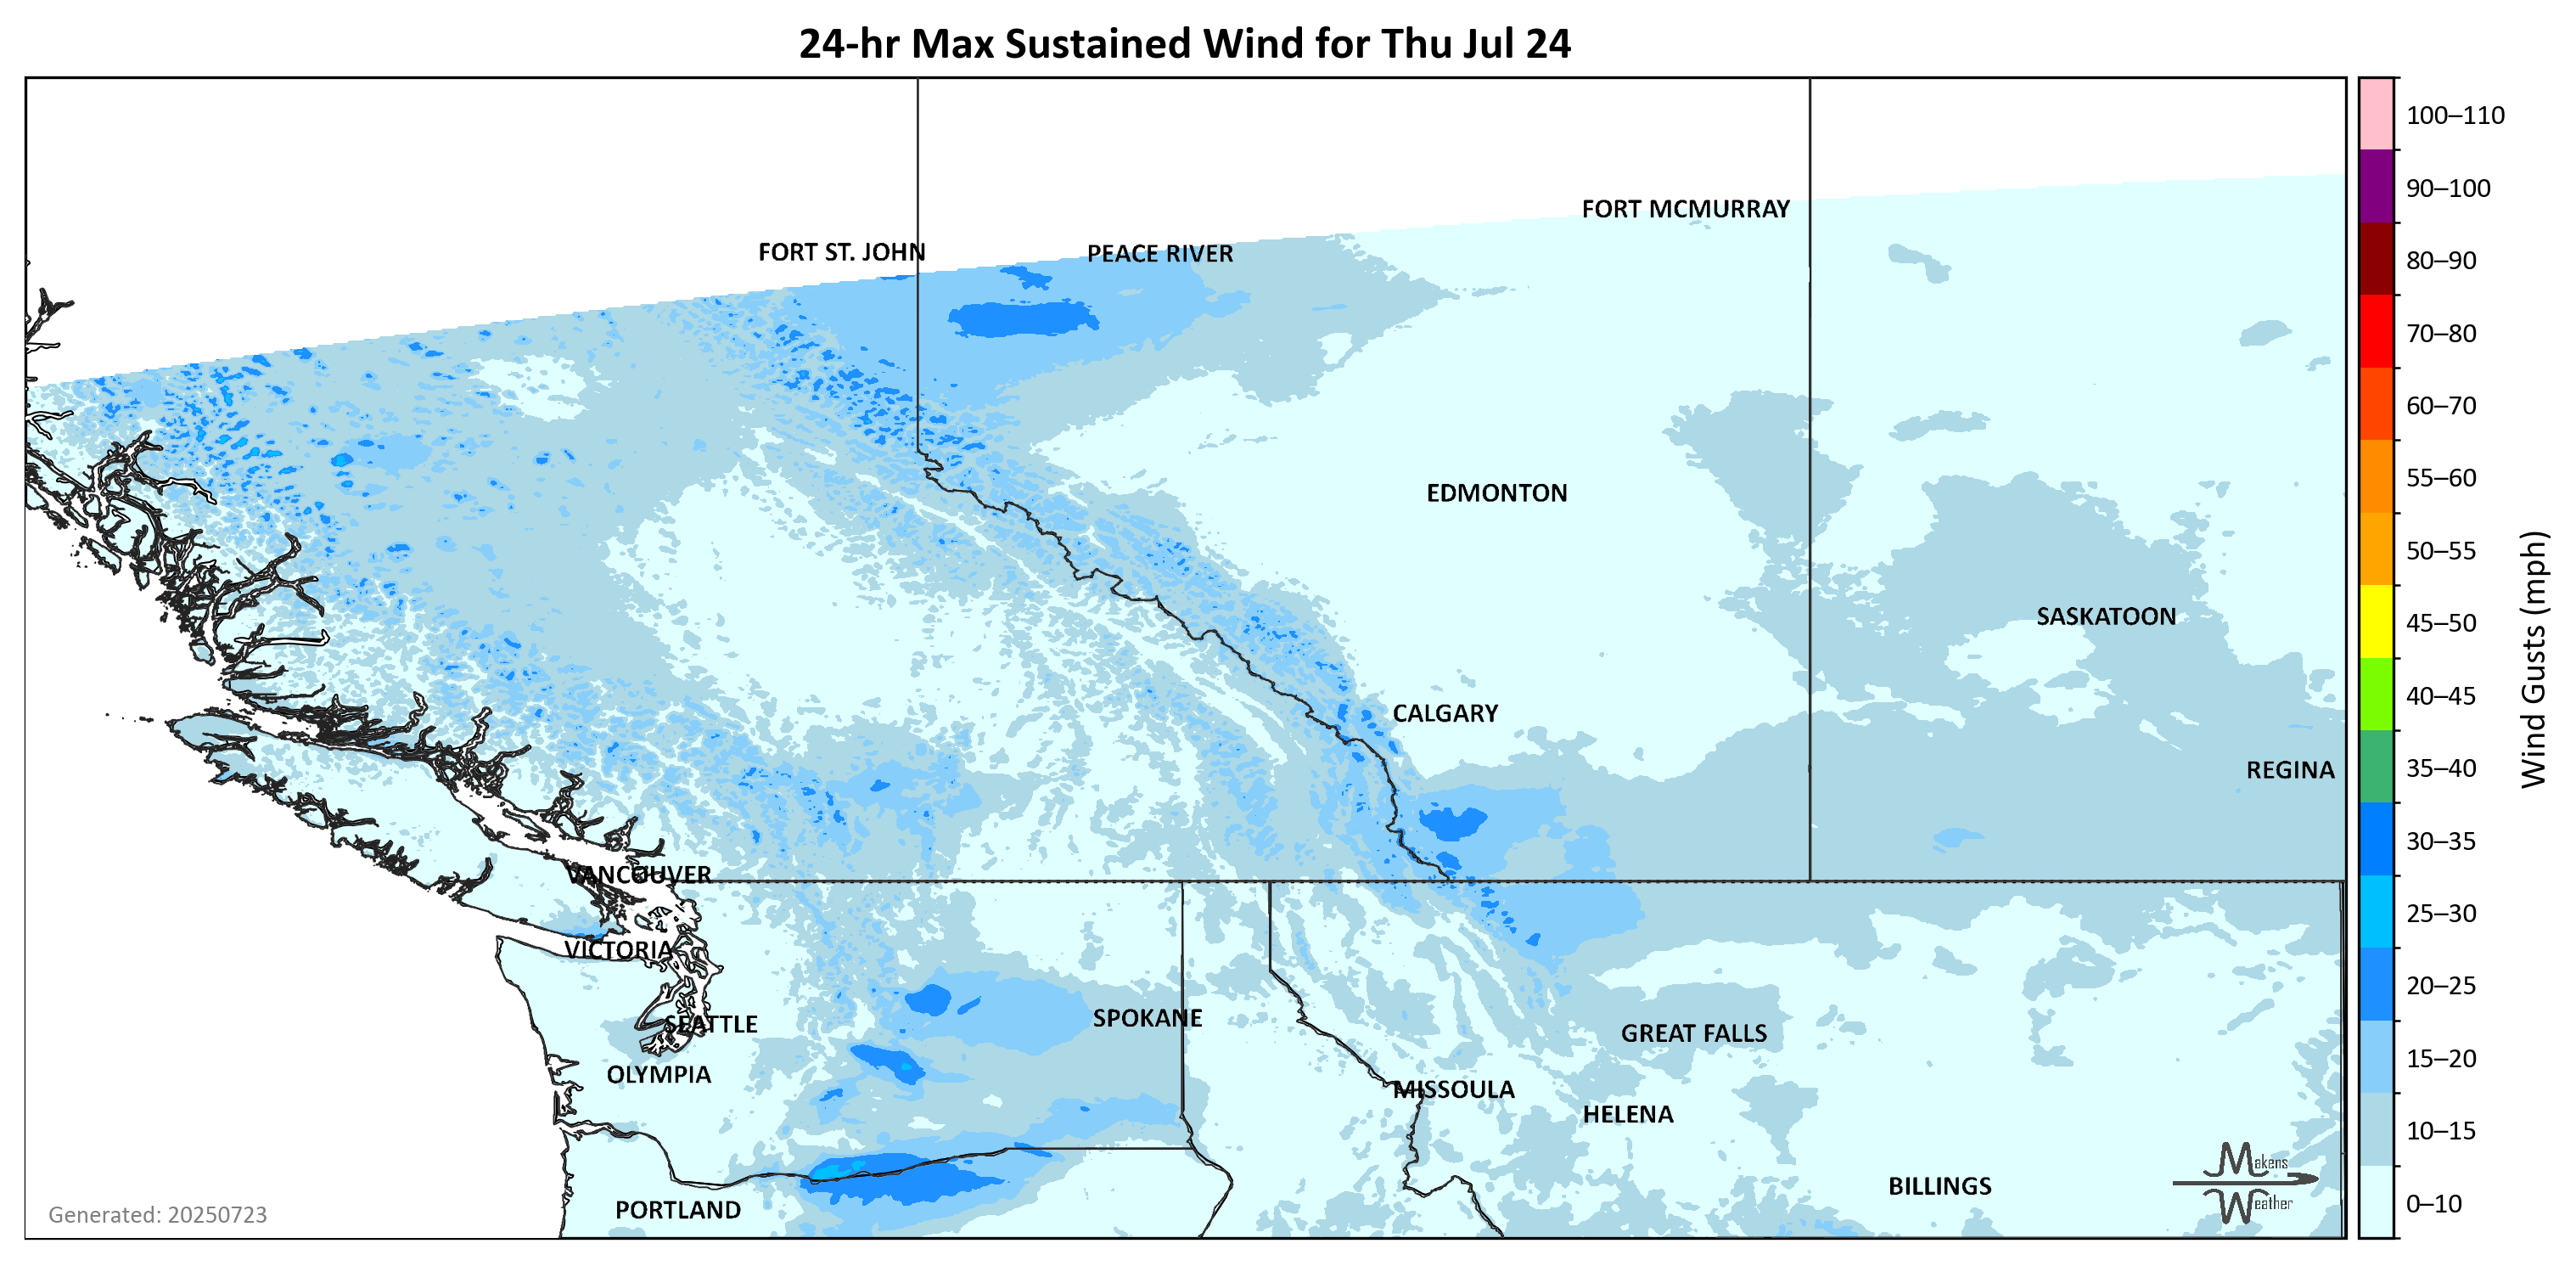 24-hr Max Sustained Wind for Thu Jul 24
100–110
90–100
80–90
70–80
60–70
55–60
50–55
45–50
40–45
35–40
30–35
25–30
20–25
15–20
10–15
0–10
Wind Gusts (mph)
FORT MCMURRAY
FORT ST. JOHN
PEACE RIVER
EDMONTON
SASKATOON
CALGARY
REGINA
VANCOUVER
VICTORIA
SPOKANE
SEATTLE
GREAT FALLS
OLYMPIA
MISSOULA
HELENA
BILLINGS
PORTLAND
Makens
Weather
Generated: 20250723